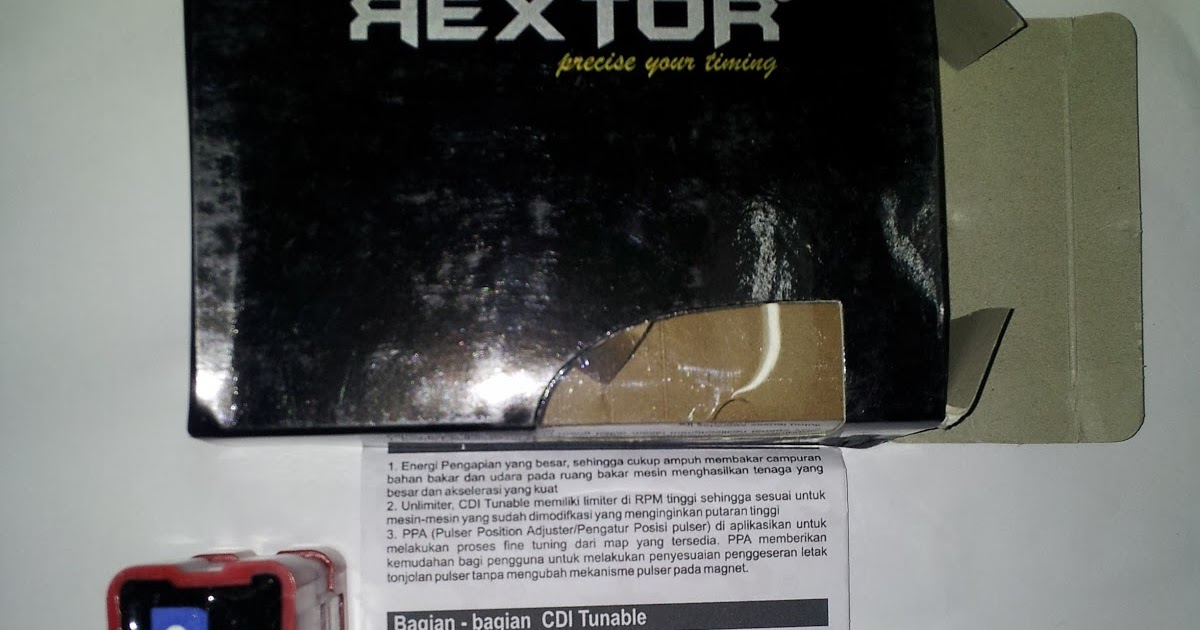 REXTOR
precise your timing
1. Energi Pengapian yang besar, sehingga cukup ampuh membakar campuran
bahan bakar dan udara pada ruang bakar mesin menghasilkan tenaga yang
besar dan akselerasi yang kuat
2. Unlimiter, CDI Tunable memiliki limiter di RPM tinggi sehingga sesuai untuk
mesin-mesin yang sudah dimodifkasi yang menginginkan putaran tinggi
3. PPA (Pulser Position Adjuster/Pengatur Posisi pulser) di aplikasikan untuk
melakukan proses fine tuning dari map yang tersedia. PPA memberikan
kemudahan bagi pengguna untuk melakukan penyesuaian penggeseran letak
tonjolan pulser tanpa mengubah mekanisme pulser pada magnet.
Bagian - bagian CDI Tunable